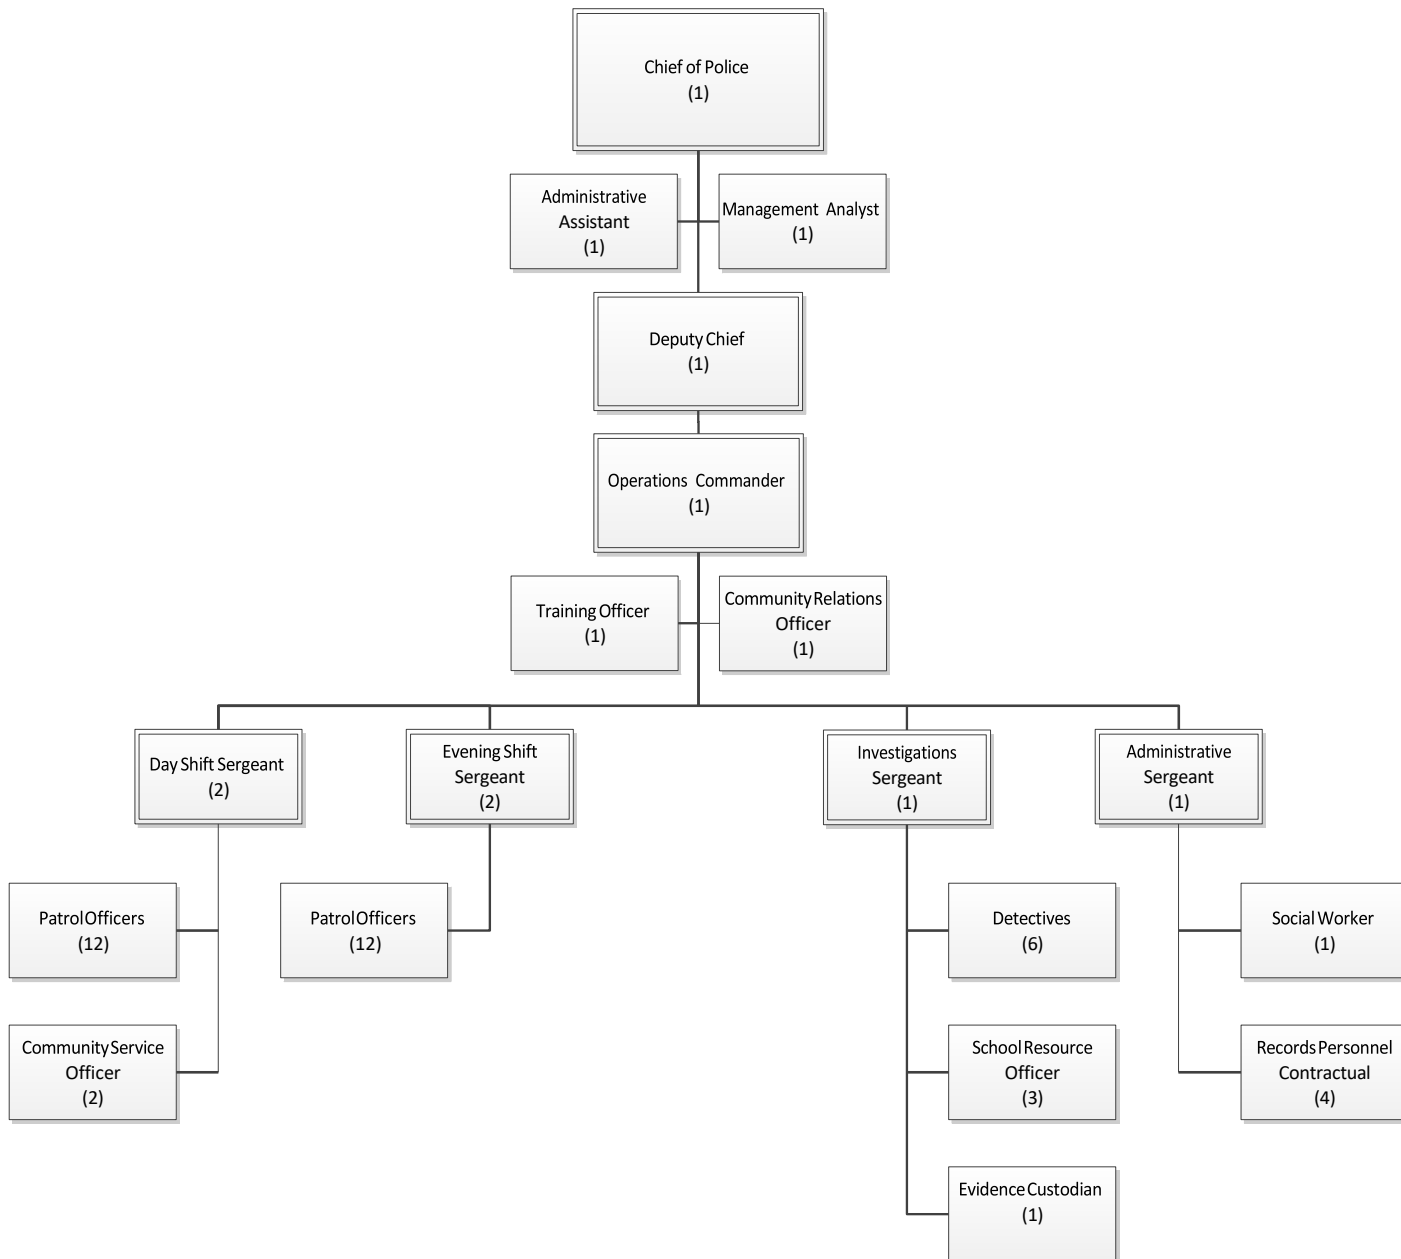 Chief of Police
(1)
Administrative
Assistant
(1)
Management Analyst
(1)
Deputy Chief
(1)
Operations Commander
(1)
Training Officer
(1)
Community Relations
Officer
(1)
Day Shift Sergeant
(2)
Evening Shift
Sergeant
(2)
Investigations
Sergeant
(1)
Administrative
Sergeant
(1)
Patrol Officers
(12)
Patrol Officers
(12)
Detectives
(6)
Social Worker
(1)
Community Service
Officer
(2)
School Resource
Officer
(3)
Records Personnel
Contractual
(4)
Evidence Custodian
(1)